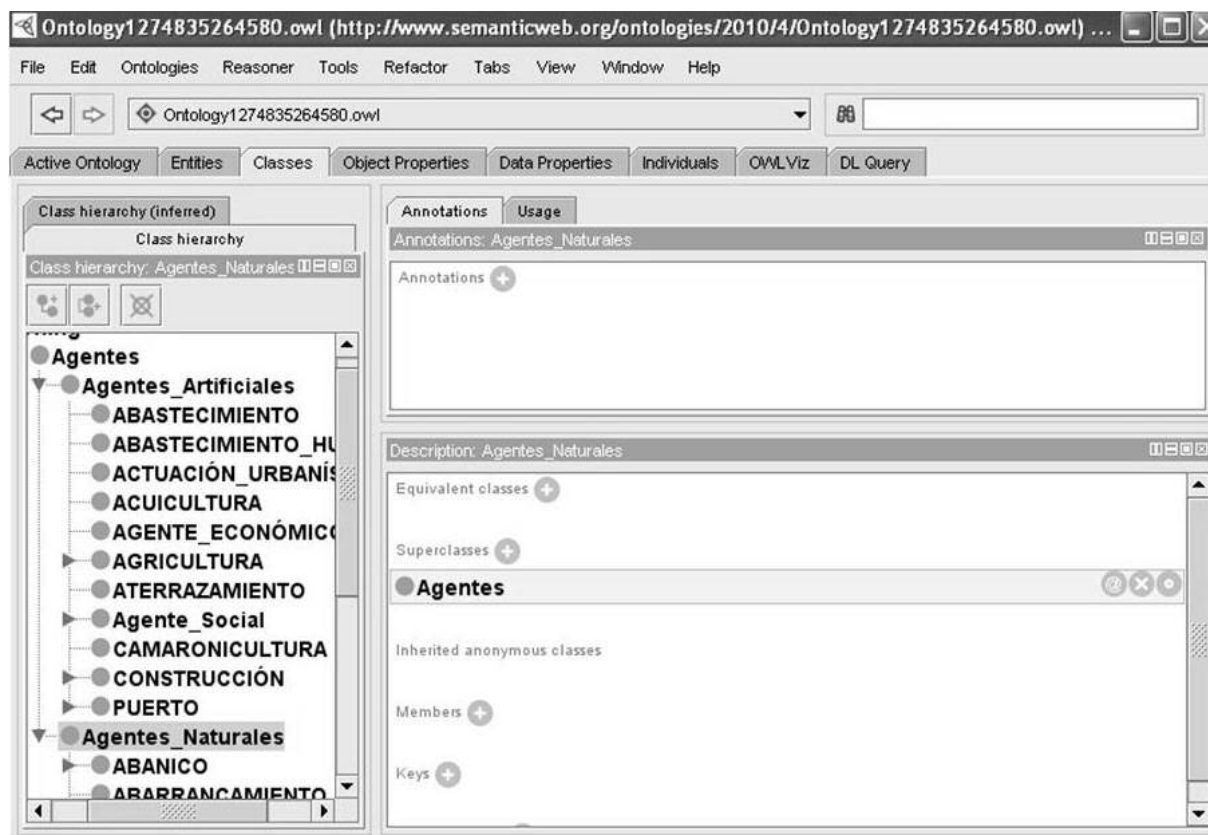 Ontology1274835264580.owl (http://www.semanticweb.org/ontologies/2010/4/Ontology1274835264580.owl) ...
File Edit Ontologies Reasoner Tools Refactor Tabs View Window Help
Ontology1274835264580.owl
Active Ontology Entities Classes Object Properties Data Properties Individuals OWLViz DL Query
Class hierarchy (inferred)
Class hierarchy
Class hierarchy: Agentes_Naturales
Agentes
Agentes_Artificiales
ABASTECIMIENTO
ABASTECIMIENTO_HU
ACTUACIÓN_URBANÍS
ACUICULTURA
AGENTE_ECONÓMICO
AGRICULTURA
ATERRAZAMIENTO
Agente_Social
CAMARONICULTURA
CONSTRUCCIÓN
PUERTO
Agentes_Naturales
ABANICO
ABARRANCAMIENTO
Annotations Usage
Annotations: Agentes_Naturales
Annotations
Description: Agentes_Naturales
Equivalent classes
Superclasses
Agentes
Inherited anonymous classes
Members
Keys